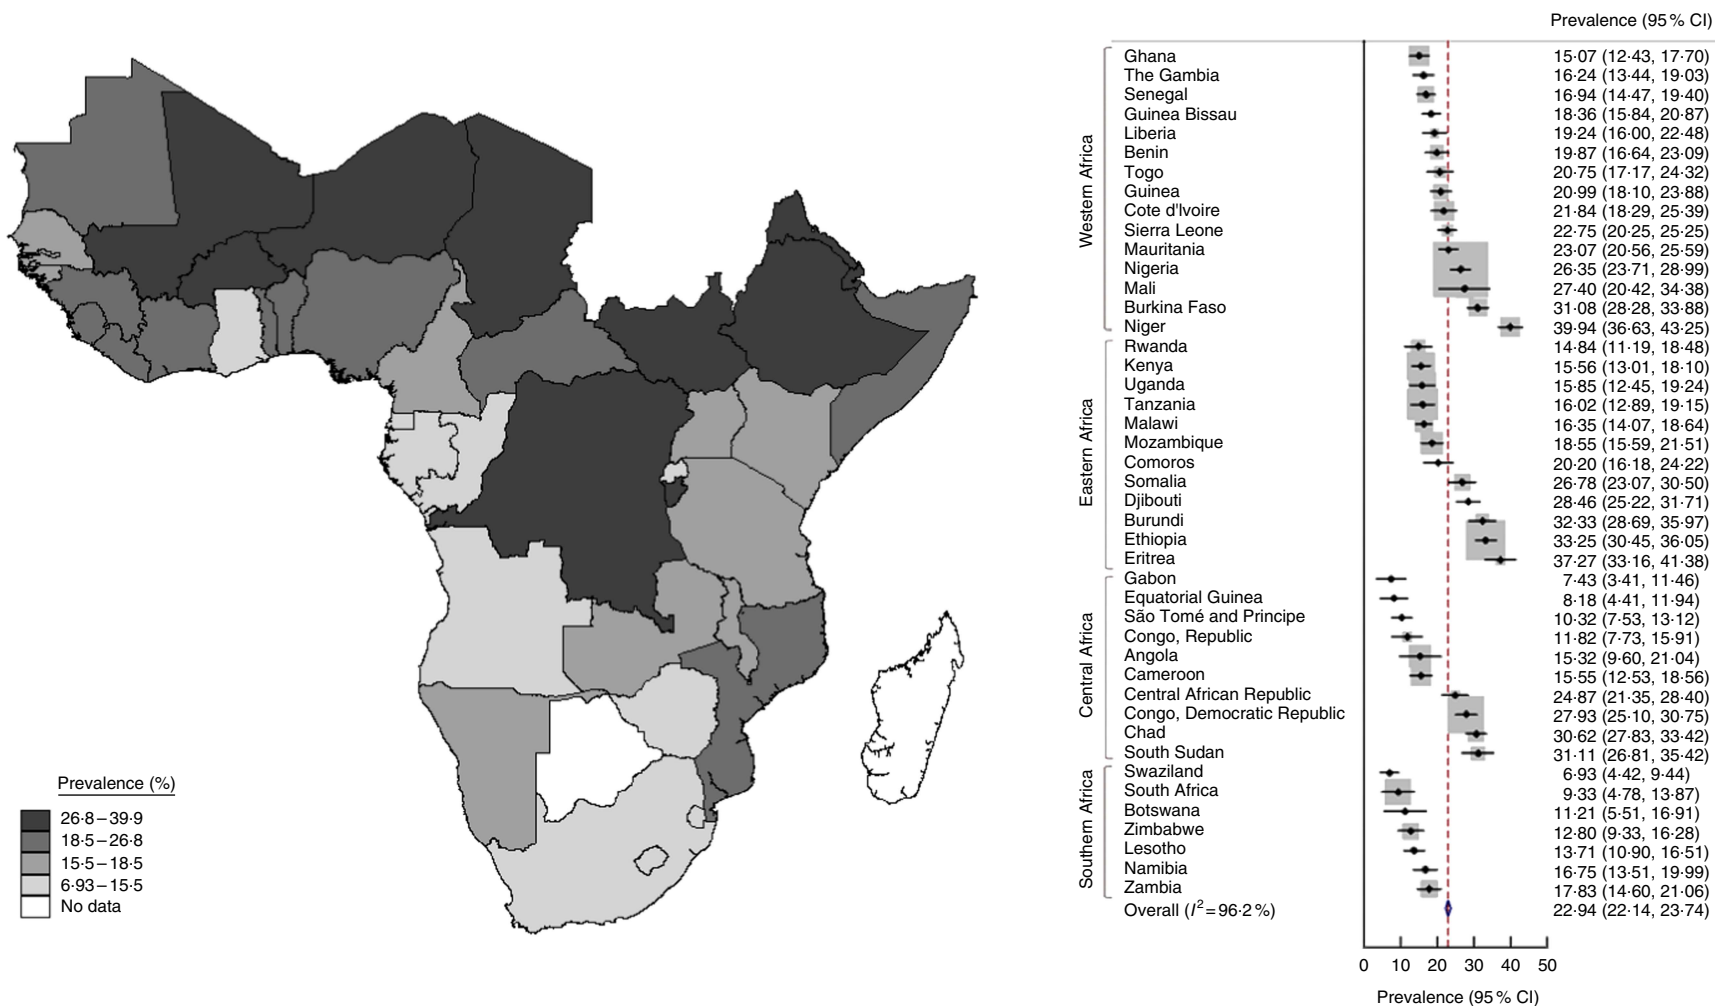 Prevalence (95 % CI)
Western Africa
Ghana 15·07 (12·43, 17·70)
The Gambia 16·24 (13·44, 19·03)
Senegal 16·94 (14·47, 19·40)
Guinea Bissau 18·36 (15·84, 20·87)
Liberia 19·24 (16·00, 22·48)
Benin 19·87 (16·64, 23·09)
Togo 20·75 (17·17, 24·32)
Guinea 20·99 (18·10, 23·88)
Cote d'Ivoire 21·84 (18·29, 25·39)
Sierra Leone 22·75 (20·25, 25·25)
Mauritania 23·07 (20·56, 25·59)
Nigeria 26·35 (23·71, 28·99)
Mali 27·40 (20·42, 34·38)
Burkina Faso 31·08 (28·28, 33·88)
Niger 39·94 (36·63, 43·25)
Eastern Africa
Rwanda 14·84 (11·19, 18·48)
Kenya 15·56 (13·01, 18·10)
Uganda 15·85 (12·45, 19·24)
Tanzania 16·02 (12·89, 19·15)
Malawi 16·35 (14·07, 18·64)
Mozambique 18·55 (15·59, 21·51)
Comoros 20·20 (16·18, 24·22)
Somalia 26·78 (23·07, 30·50)
Djibouti 28·46 (25·22, 31·71)
Burundi 32·33 (28·69, 35·97)
Ethiopia 33·25 (30·45, 36·05)
Eritrea 37·27 (33·16, 41·38)
Central Africa
Gabon 7·43 (3·41, 11·46)
Equatorial Guinea 8·18 (4·41, 11·94)
São Tomé and Principe 10·32 (7·53, 13·12)
Congo, Republic 11·82 (7·73, 15·91)
Angola 15·32 (9·60, 21·04)
Cameroon 15·55 (12·53, 18·56)
Central African Republic 24·87 (21·35, 28·40)
Congo, Democratic Republic 27·93 (25·10, 30·75)
Chad 30·62 (27·83, 33·42)
South Sudan 31·11 (26·81, 35·42)
Southern Africa
Swaziland 6·93 (4·42, 9·44)
South Africa 9·33 (4·78, 13·87)
Botswana 11·21 (5·51, 16·91)
Zimbabwe 12·80 (9·33, 16·28)
Lesotho 13·71 (10·90, 16·51)
Namibia 16·75 (13·51, 19·99)
Zambia 17·83 (14·60, 21·06)
Overall (I² = 96·2 %) 22·94 (22·14, 23·74)
0 10 20 30 40 50
Prevalence (95 % CI)
Prevalence (%)
26·8 – 39·9
18·5 – 26·8
15·5 – 18·5
6·93 – 15·5
No data